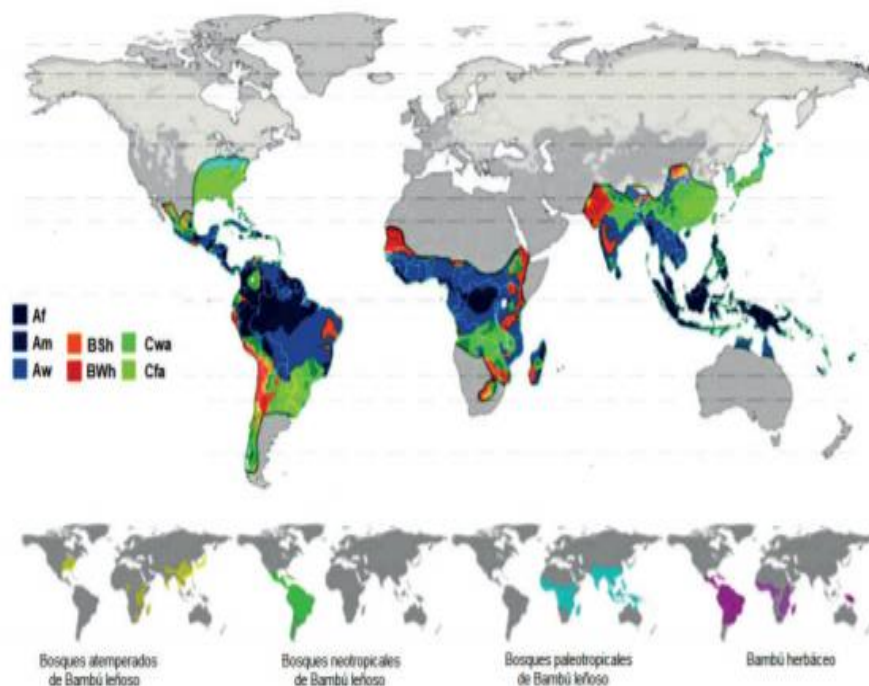 Af
Am
Aw
BSh
BWh
Cwa
Cfa
Bosques atemperados
de Bambú leñoso
Bosques neotropicales
de Bambú leñoso
Bosques paleotropicales
de Bambú leñoso
Bambú herbáceo